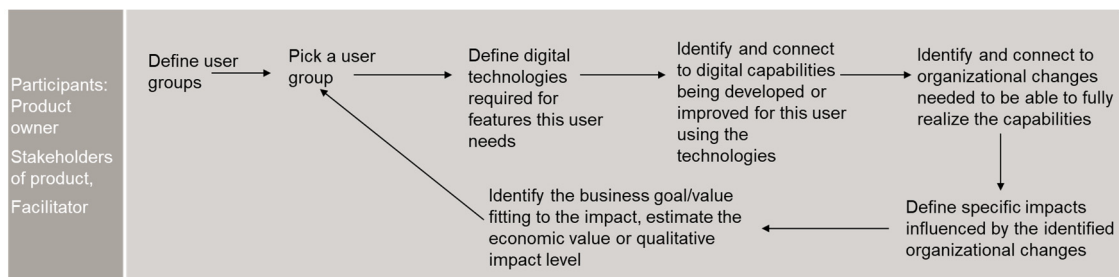 Participants:
Product
owner
Stakeholders
of product,
Facilitator
Define user
groups
Pick a user
group
Define digital
technologies
required for
features this user
needs
Identify and connect
to digital capabilities
being developed or
improved for this user
using the
technologies
Identify and connect to
organizational changes
needed to be able to fully
realize the capabilities
Define specific impacts
influenced by the identified
organizational changes
Identify the business goal/value
fitting to the impact, estimate the
economic value or qualitative
impact level